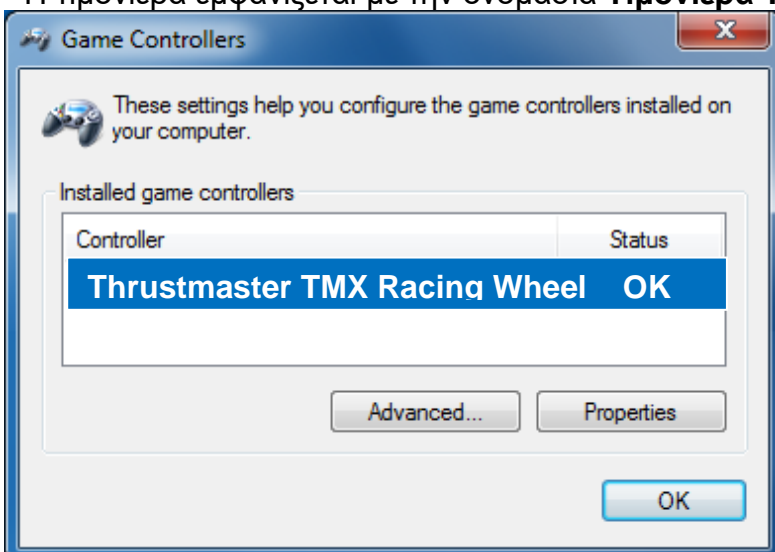 Game Controllers
These settings help you configure the game controllers installed on
your computer.
Installed game controllers
Controller Status
Thrustmaster TMX Racing Wheel OK
Advanced... Properties
OK